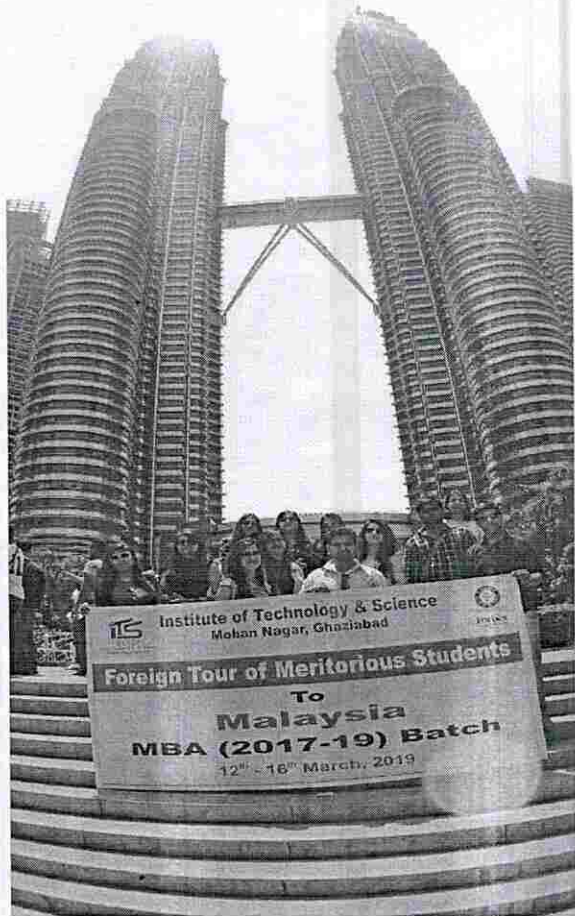 iTS
Institute of Technology & Science
Mohan Nagar, Ghaziabad
Foreign Tour of Meritorious Students
To
Malaysia
MBA (2017-19) Batch
12th - 16th March, 2019